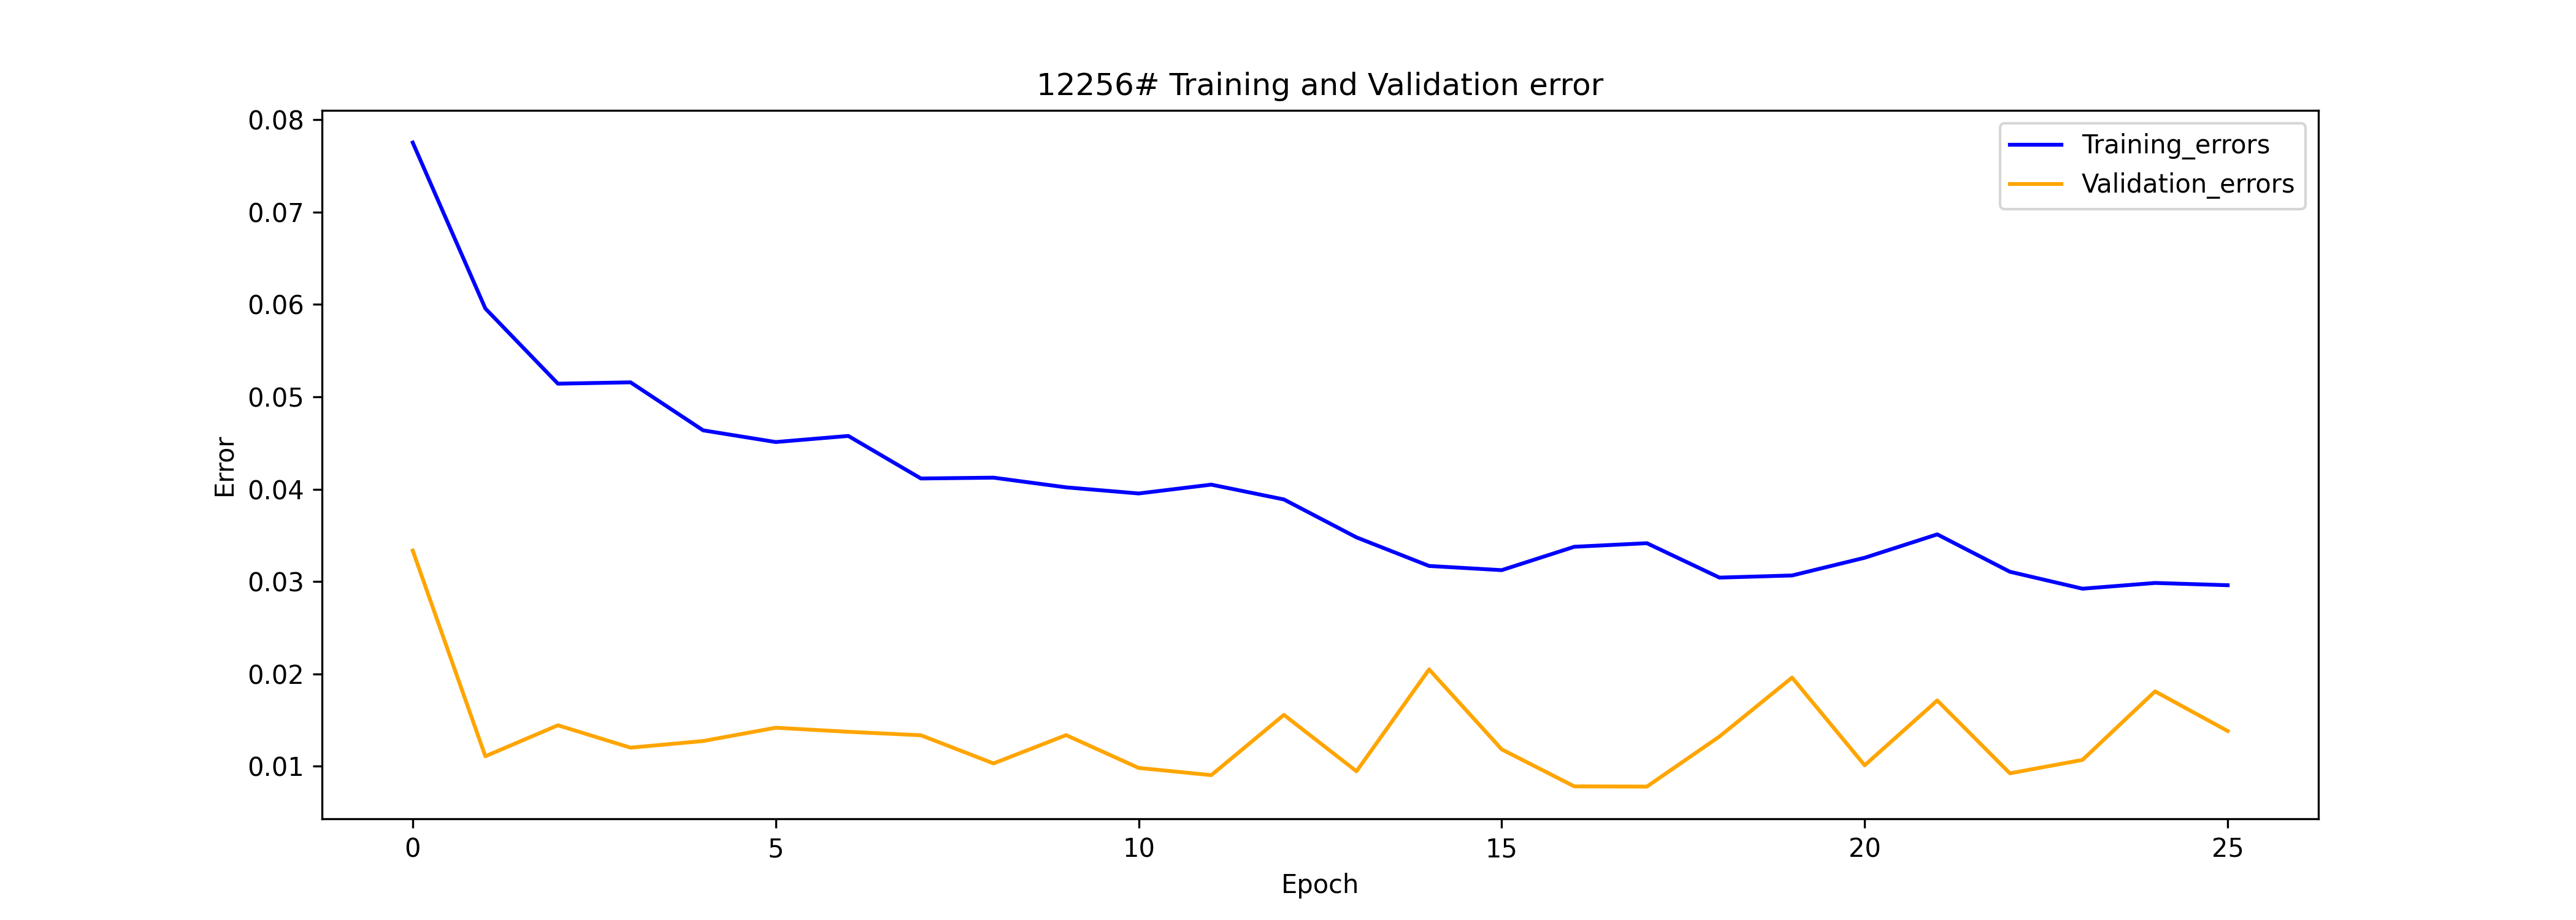 12256# Training and Validation error
Training_errors
Validation_errors
0.08
0.07
0.06
0.05
0.04
0.03
0.02
0.01
Error
0 5 10 15 20 25
Epoch